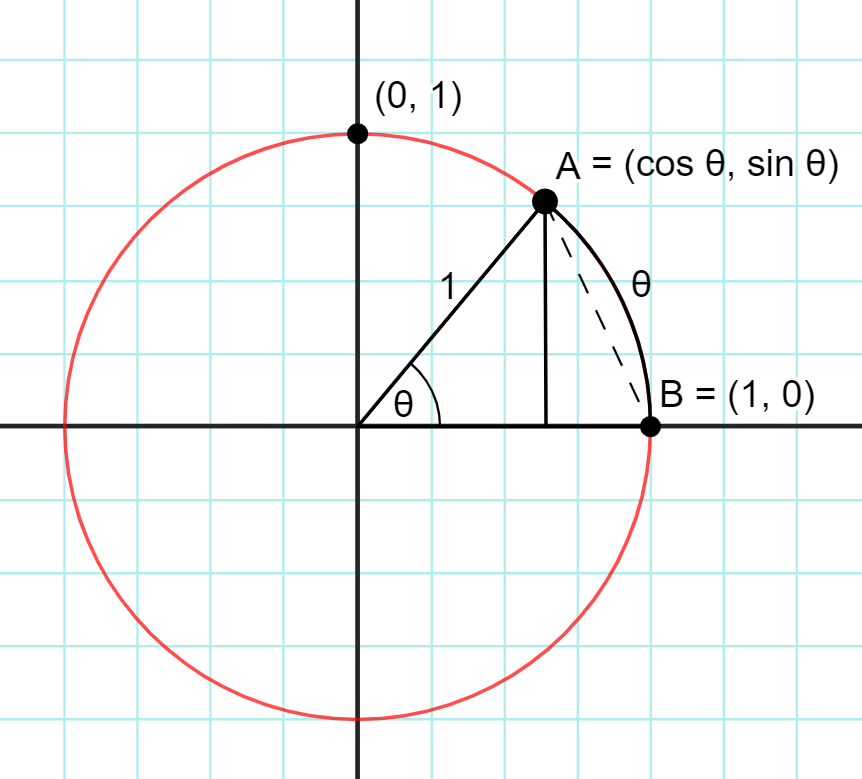 (0, 1)
A = (cos θ, sin θ)
1
θ
θ
B = (1, 0)